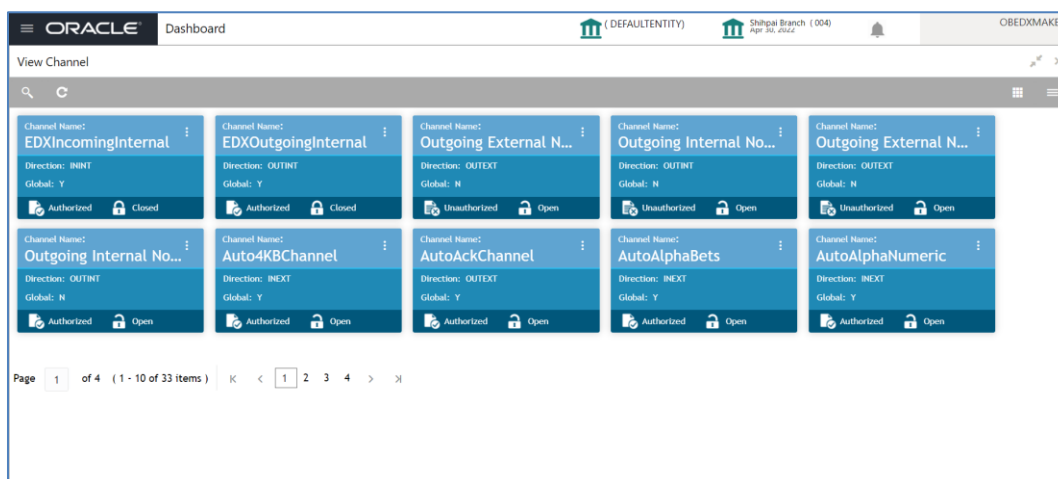 ORACLE Dashboard ( DEFAULTENTITY) Shihpai Branch ( 004) OBEDXMAKE
Apr 30, 2022
View Channel
Channel Name: Channel Name: Channel Name: Channel Name: Channel Name:
EDXIncomingInternal EDXOutgoingInternal Outgoing External N... Outgoing Internal No... Outgoing External N...
Direction: ININT Direction: OUTINT Direction: OUTEXT Direction: OUTINT Direction: OUTEXT
Global: Y Global: Y Global: N Global: N Global: N
Authorized Closed Authorized Closed Unauthorized Open Unauthorized Open Unauthorized Open
Channel Name: Channel Name: Channel Name: Channel Name: Channel Name:
Outgoing Internal No... Auto4KBChannel AutoAckChannel AutoAlphaBets AutoAlphaNumeric
Direction: OUTINT Direction: INEXT Direction: OUTEXT Direction: INEXT Direction: INEXT
Global: N Global: Y Global: Y Global: Y Global: Y
Authorized Open Authorized Open Authorized Open Authorized Open Authorized Open
Page 1 of 4 ( 1 - 10 of 33 items ) 1 2 3 4